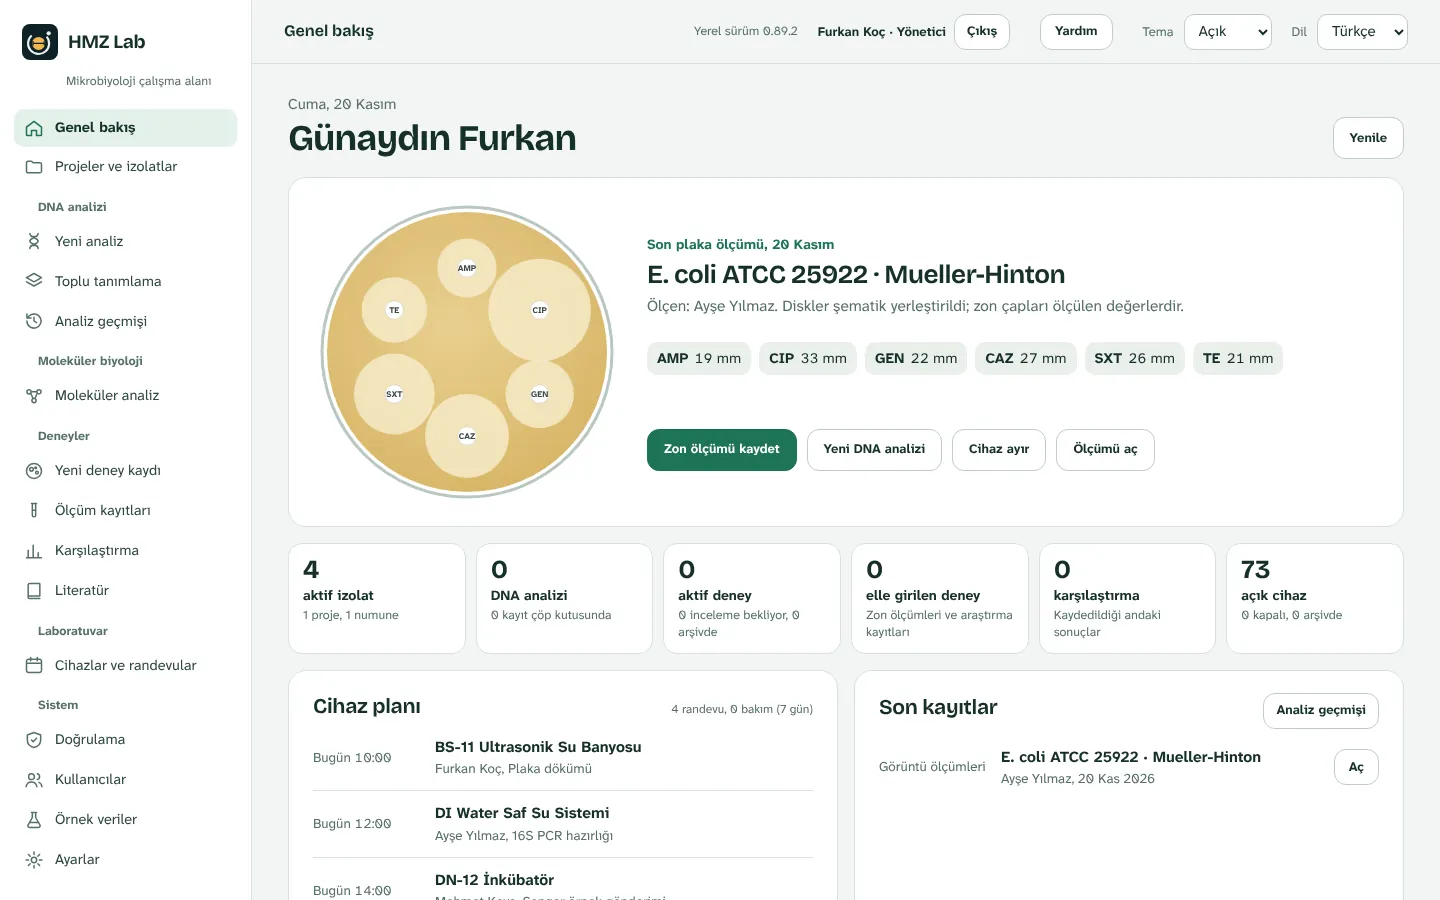 HMZ Lab
Mikrobiyoloji çalışma alanı
Genel bakış
Projeler ve izolatlar
DNA analizi
Yeni analiz
Toplu tanımlama
Analiz geçmişi
Moleküler biyoloji
Moleküler analiz
Deneyler
Yeni deney kaydı
Ölçüm kayıtları
Karşılaştırma
Literatür
Laboratuvar
Cihazlar ve randevular
Sistem
Doğrulama
Kullanıcılar
Örnek veriler
Ayarlar
Genel bakış
Yerel sürüm 0.89.2
Furkan Koç · Yönetici
Çıkış
Yardım
Tema
Açık
Dil
Türkçe
Cuma, 20 Kasım
Günaydın Furkan
Yenile
AMP
TE
CIP
SXT
GEN
CAZ
Son plaka ölçümü, 20 Kasım
E. coli ATCC 25922 · Mueller-Hinton
Ölçen: Ayşe Yılmaz. Diskler şematik yerleştirildi; zon çapları ölçülen değerlerdir.
AMP 19 mm
CIP 33 mm
GEN 22 mm
CAZ 27 mm
SXT 26 mm
TE 21 mm
Zon ölçümü kaydet
Yeni DNA analizi
Cihaz ayır
Ölçümü aç
4
aktif izolat
1 proje, 1 numune
0
DNA analizi
0 kayıt çöp kutusunda
0
aktif deney
0 inceleme bekliyor, 0
arşivde
0
elle girilen deney
Zon ölçümleri ve araştırma
kayıtları
0
karşılaştırma
Kaydedildiği andaki
sonuçlar
73
açık cihaz
0 kapalı, 0 arşivde
Cihaz planı
4 randevu, 0 bakım (7 gün)
Bugün 10:00
BS-11 Ultrasonik Su Banyosu
Furkan Koç, Plaka dökümü
Bugün 12:00
DI Water Saf Su Sistemi
Ayşe Yılmaz, 16S PCR hazırlığı
Bugün 14:00
DN-12 İnkübatör
Son kayıtlar
Analiz geçmişi
Görüntü ölçümleri
E. coli ATCC 25922 · Mueller-Hinton
Ayşe Yılmaz, 20 Kas 2026
Aç